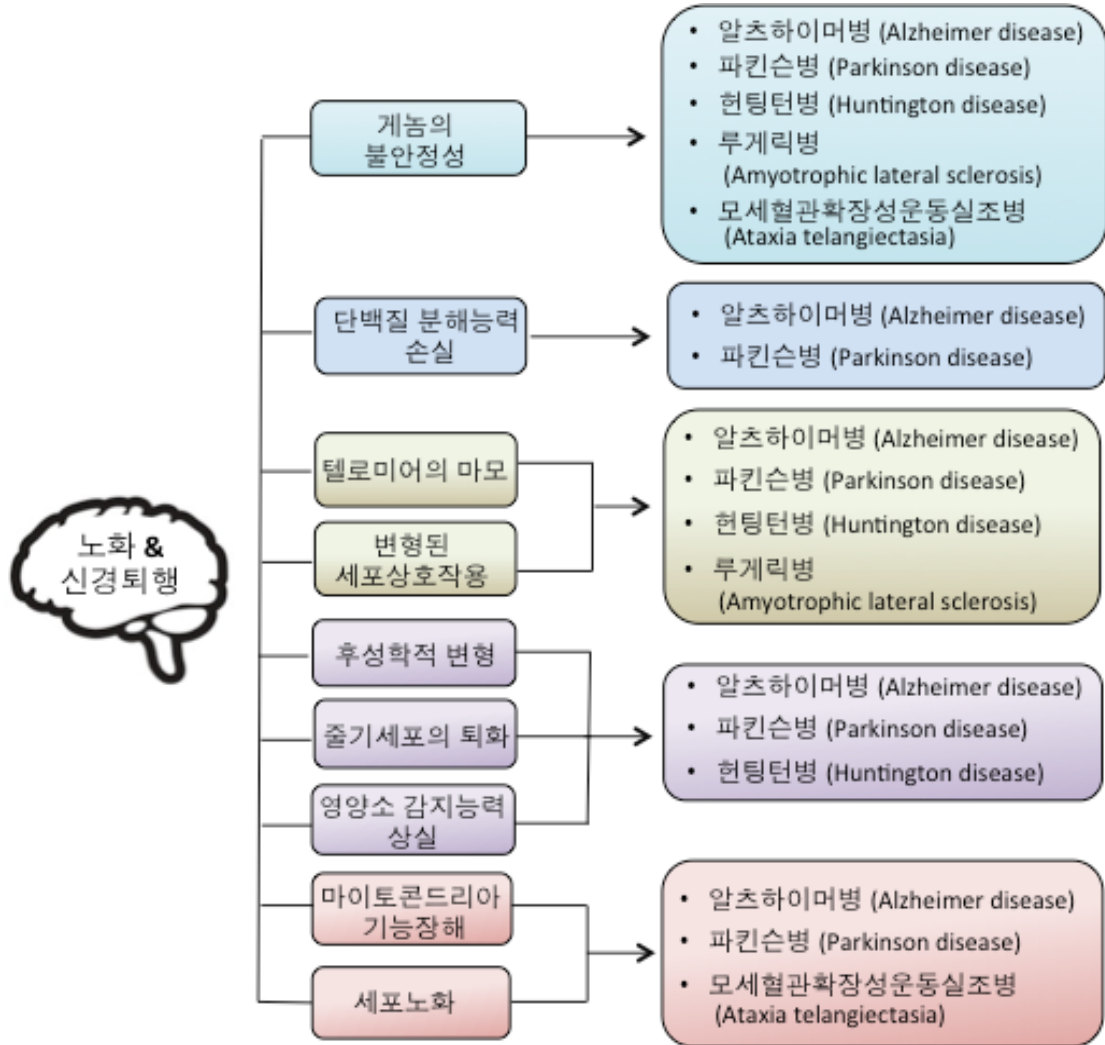 노화 &
신경퇴행
게놈의
불안정성
• 알츠하이머병 (Alzheimer disease)
• 파킨슨병 (Parkinson disease)
• 헌팅턴병 (Huntington disease)
• 루게릭병
(Amyotrophic lateral sclerosis)
• 모세혈관확장성운동실조병
(Ataxia telangiectasia)
단백질 분해능력
손실
• 알츠하이머병 (Alzheimer disease)
• 파킨슨병 (Parkinson disease)
텔로미어의 마모
변형된
세포상호작용
• 알츠하이머병 (Alzheimer disease)
• 파킨슨병 (Parkinson disease)
• 헌팅턴병 (Huntington disease)
• 루게릭병
(Amyotrophic lateral sclerosis)
후성학적 변형
줄기세포의 퇴화
영양소 감지능력
상실
• 알츠하이머병 (Alzheimer disease)
• 파킨슨병 (Parkinson disease)
• 헌팅턴병 (Huntington disease)
마이토콘드리아
기능장해
세포노화
• 알츠하이머병 (Alzheimer disease)
• 파킨슨병 (Parkinson disease)
• 모세혈관확장성운동실조병
(Ataxia telangiectasia)